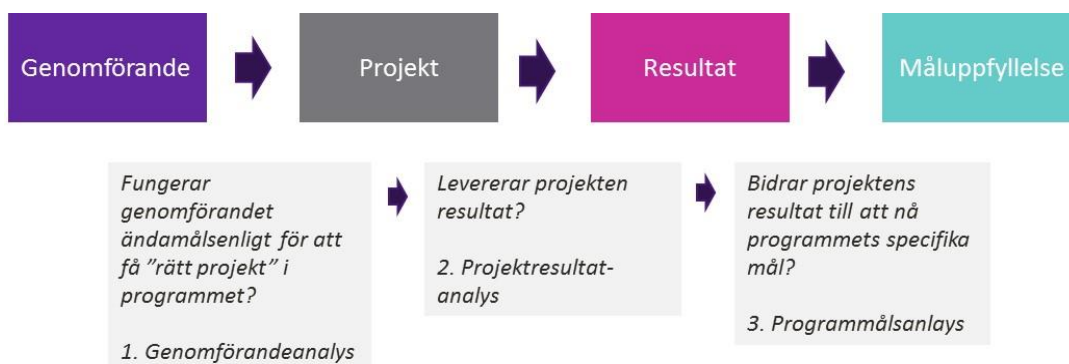 Genomförande
Projekt
Resultat
Måluppfyllelse
Fungerar
genomförandet
ändamålsenligt för att
få ”rätt projekt” i
programmet?
1. Genomförandeanalys
Levererar projekten
resultat?
2. Projektresultat-
analys
Bidrar projektens
resultat till att nå
programmets specifika
mål?
3. Programmålsanlays